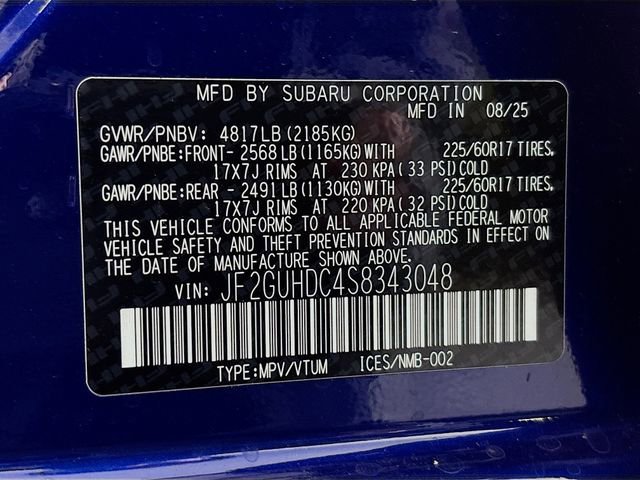 MFD BY SUBARU CORPORATION
MFD IN 08/25
GVWR/PNBV: 4817LB(2185KG)
GAWR/PNBE:FRONT- 2568LB(1165KG)WITH 225/60R17 TIRES,
17X7J RIMS AT 230 KPA( 33 PSI)COLD
GAWR/PNBE:REAR - 2491LB(1130KG)WITH 225/60R17 TIRES,
17X7J RIMS AT 220 KPA( 32 PSI)COLD
THIS VEHICLE CONFORMS TO ALL APPLICABLE FEDERAL MOTOR
VEHICLE SAFETY AND THEFT PREVENTION STANDARDS IN EFFECT ON
THE DATE OF MANUFACTURE SHOWN ABOVE.
VIN: JF2GUHDC4S8343048
TYPE:MPV/VTUM ICES/NMB-002